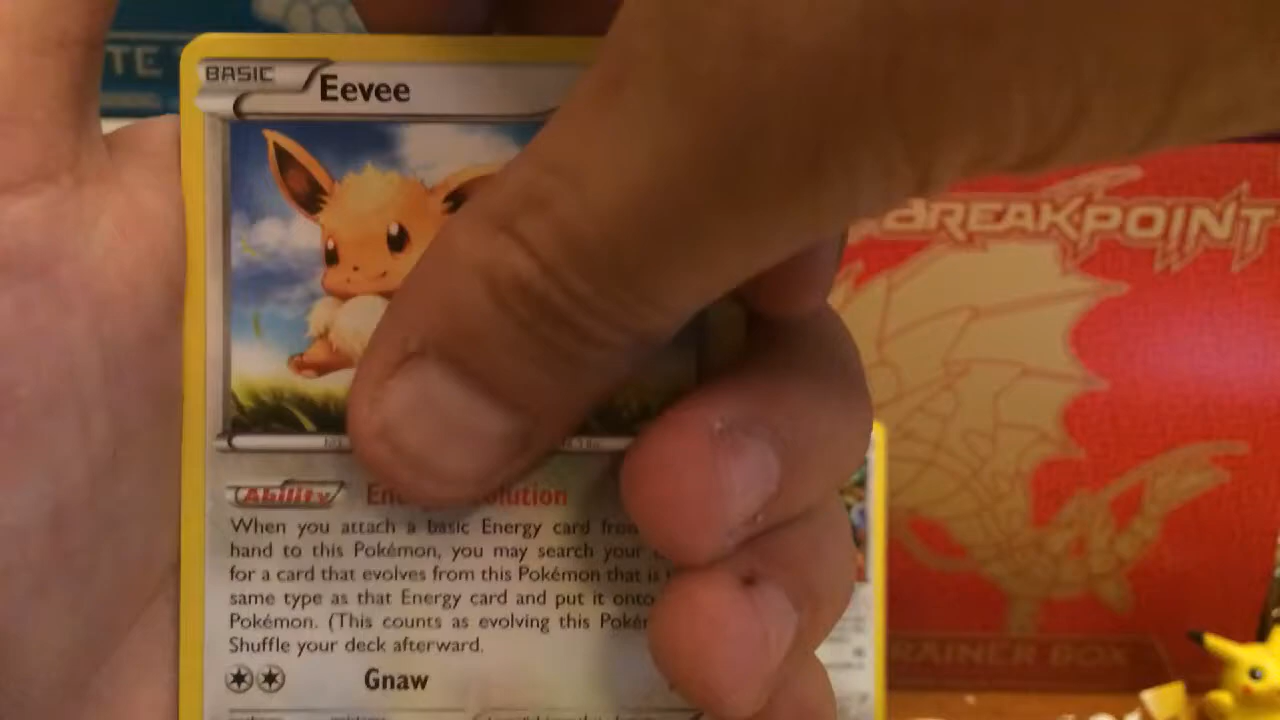 TE
BASIC Eevee
BREAKPOINT
Ability
When you attach a basic Energy card
hand to this Pokémon, you may search your
for a card that evolves from this Pokémon that is
same type as that Energy card and put it onto
Pokémon. (This counts as evolving this
Shuffle your deck afterward.
Gnaw
TRAINER BOX